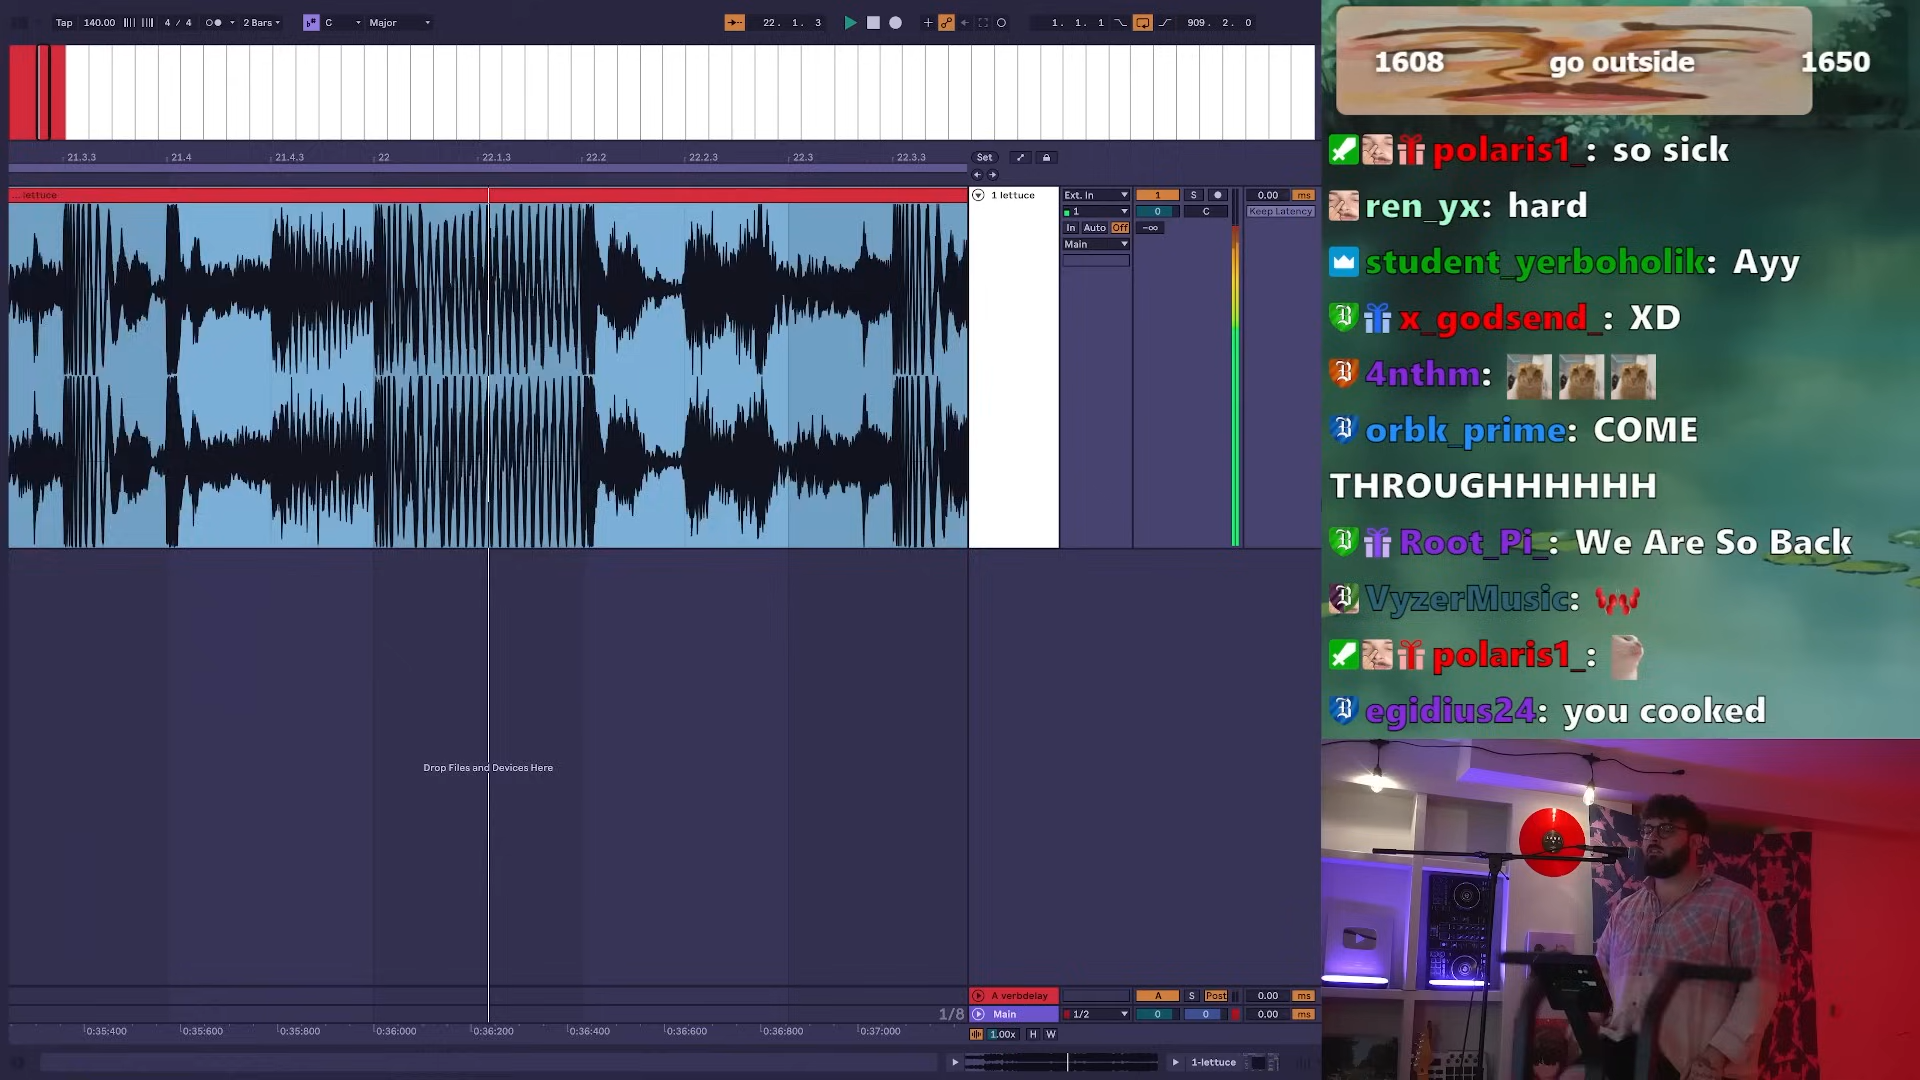 Tap 140.00 4 / 4 2 Bars C Major 22. 1. 3 1. 1. 1 909. 2. 0
21.3.3 21.4 21.4.3 22 22.1.3 22.2 22.2.3 22.3 22.3.3 Set
... lettuce
1 lettuce Ext. In 1 S 0.00 ms
1 0 C Keep Latency
In Auto Off -∞
Main
Drop Files and Devices Here
A verbdelay A S Post 0.00 ms
1/8 Main 1/2 0 0 0.00 ms
0:35:400 0:35:600 0:35:800 0:36:000 0:36:200 0:36:400 0:36:600 0:36:800 0:37:000 1.00x H W
1-lettuce
1608 go outside 1650
polaris1_: so sick
ren_yx: hard
student_yerboholik: Ayy
x_godsend_: XD
4nthm:
orbk_prime: COME
THROUGHHHHHH
Root_Pi_: We Are So Back
VyzerMusic:
polaris1_:
egidius24: you cooked